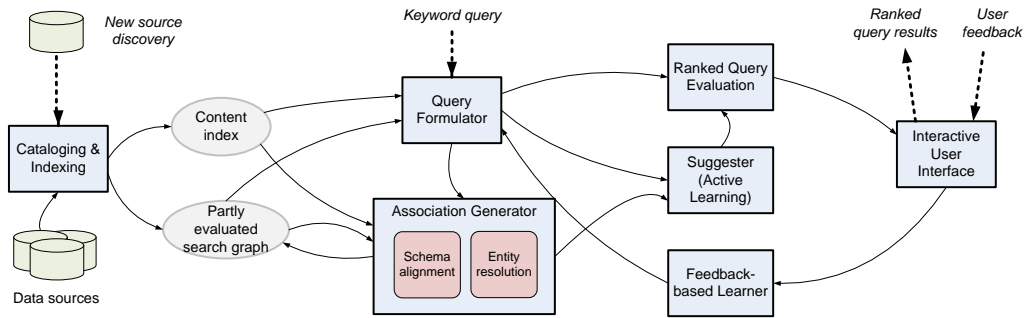 New source
discovery
Keyword query
Ranked
query results
User
feedback
Cataloging &
Indexing
Content
index
Query
Formulator
Ranked Query
Evaluation
Interactive
User
Interface
Suggester
(Active
Learning)
Partly
evaluated
search graph
Association Generator
Schema
alignment
Entity
resolution
Feedback-
based Learner
Data sources